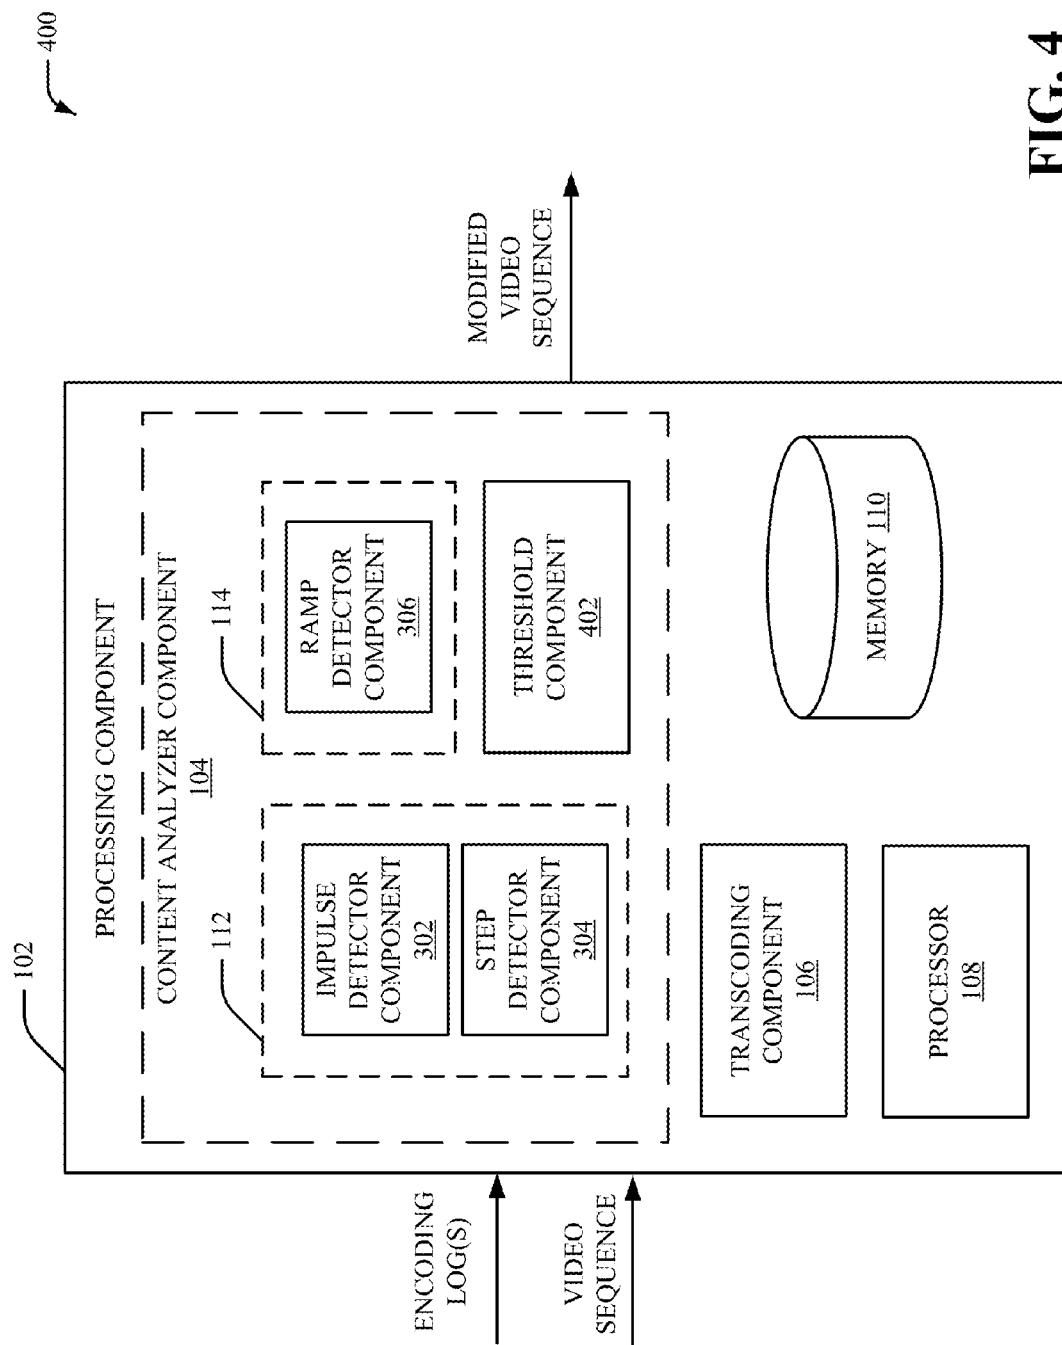 400
102
PROCESSING COMPONENT
CONTENT ANALYZER COMPONENT
104
112
114
IMPULSE
DETECTOR
COMPONENT
302
STEP
DETECTOR
COMPONENT
304
RAMP
DETECTOR
COMPONENT
306
THRESHOLD
COMPONENT
402
ENCODING
LOG(S)
VIDEO
SEQUENCE
MODIFIED
VIDEO
SEQUENCE
TRANSCODING
COMPONENT
106
PROCESSOR
108
MEMORY 110
FIG. 4